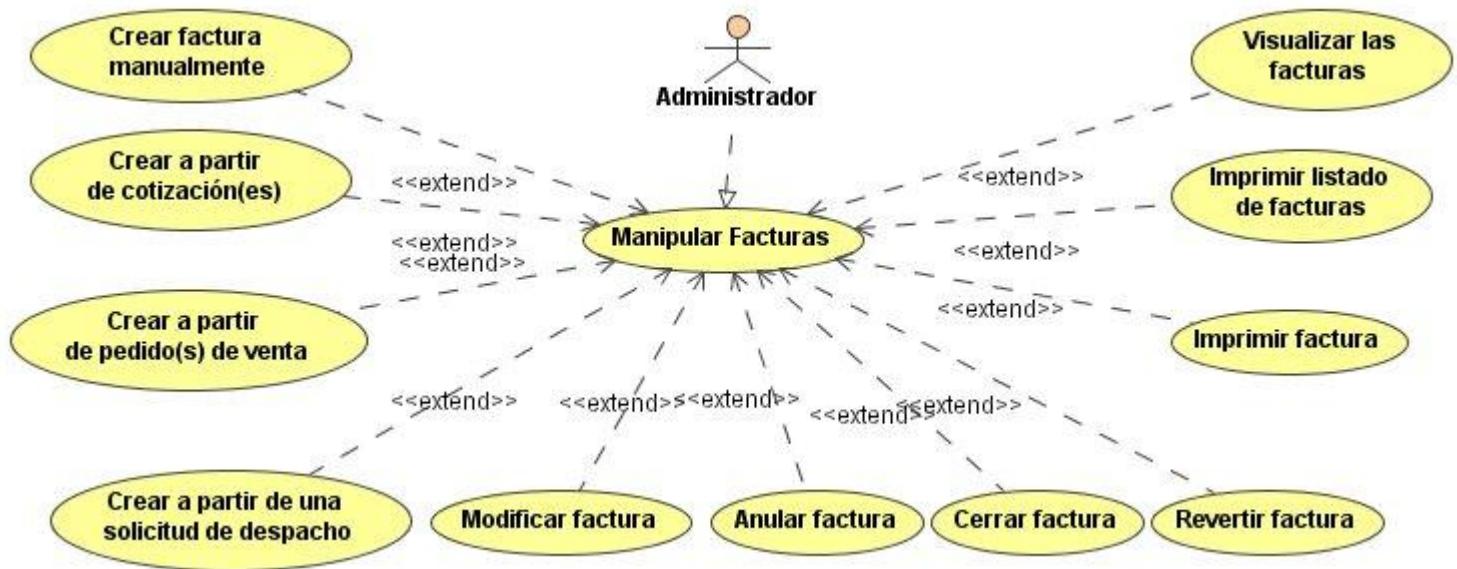 Crear factura
manualmente
Administrador
Visualizar las
facturas
Crear a partir
de cotización(es)
<<extend>>
<<extend>>
Imprimir listado
de facturas
Manipular Facturas
<<extend>>
<<extend>>
<<extend>>
Crear a partir
de pedido(s) de venta
<<extend>>
Imprimir factura
<<extend>>
<<extend>>
<<extend>>
<<extend>>
<<extend>>
Crear a partir de una
solicitud de despacho
Modificar factura
Anular factura
Cerrar factura
Revertir factura